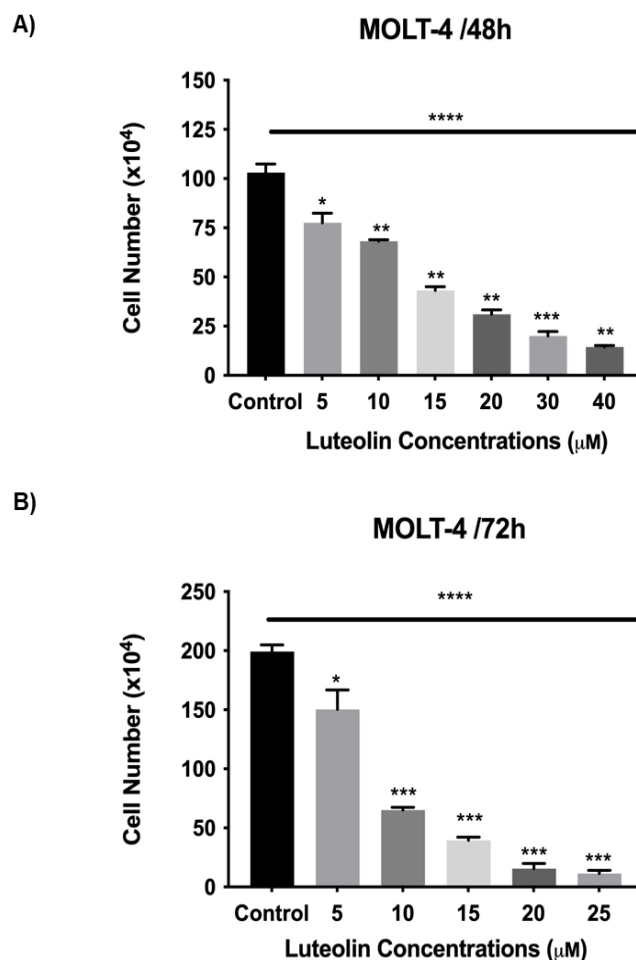 A)
MOLT-4 /48h
Cell Number (x10⁴)
150
125
100
75
50
25
0
****
*
**
**
**
***
**
Control 5 10 15 20 30 40
Luteolin Concentrations (μM)
B)
MOLT-4 /72h
Cell Number (x10⁴)
250
200
150
100
50
0
****
*
***
***
***
***
Control 5 10 15 20 25
Luteolin Concentrations (μM)